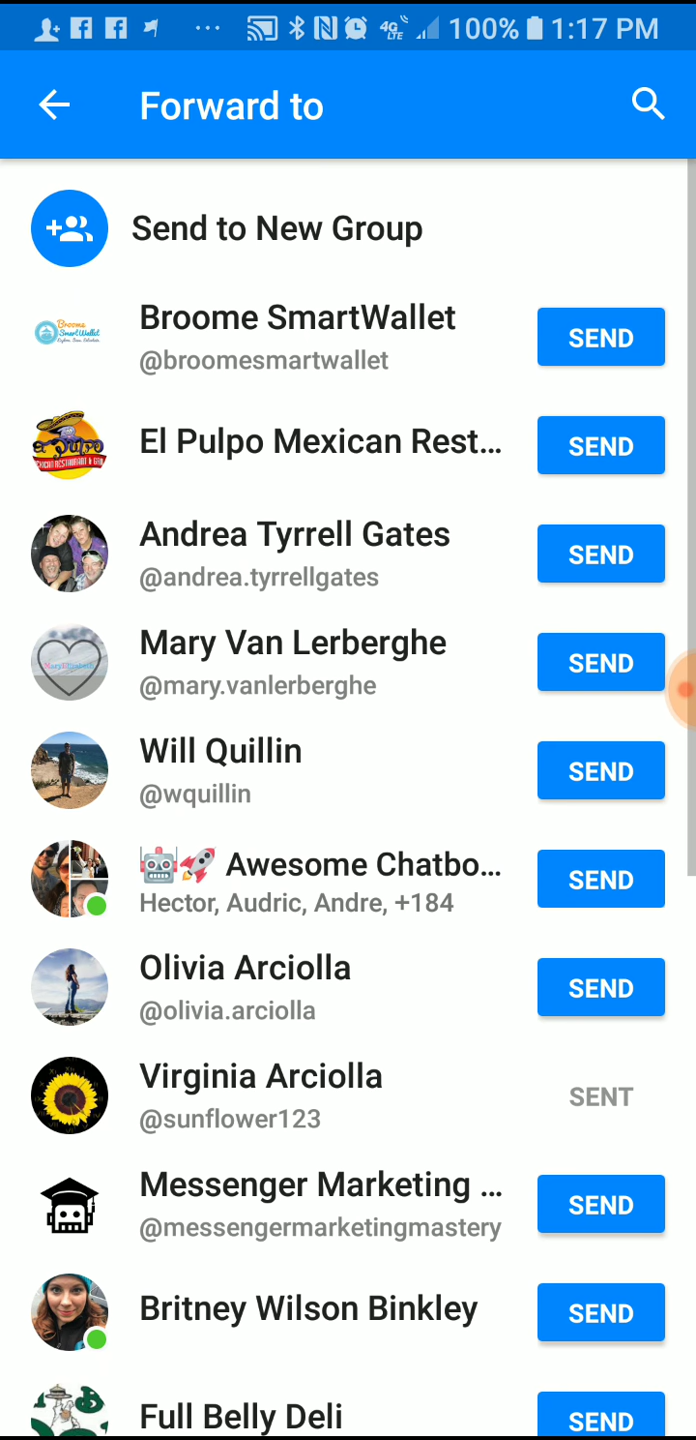 4G LTE 100% 1:17 PM
Forward to
Send to New Group
Broome SmartWallet
@broomesmartwallet
SEND
El Pulpo Mexican Rest...
SEND
Andrea Tyrrell Gates
@andrea.tyrrellgates
SEND
Mary Van Lerberghe
@mary.vanlerberghe
SEND
Will Quillin
@wquillin
SEND
🤖🚀 Awesome Chatbo...
Hector, Audric, Andre, +184
SEND
Olivia Arciolla
@olivia.arciolla
SEND
Virginia Arciolla
@sunflower123
SENT
Messenger Marketing ...
@messengermarketingmastery
SEND
Britney Wilson Binkley
SEND
Full Belly Deli
SEND